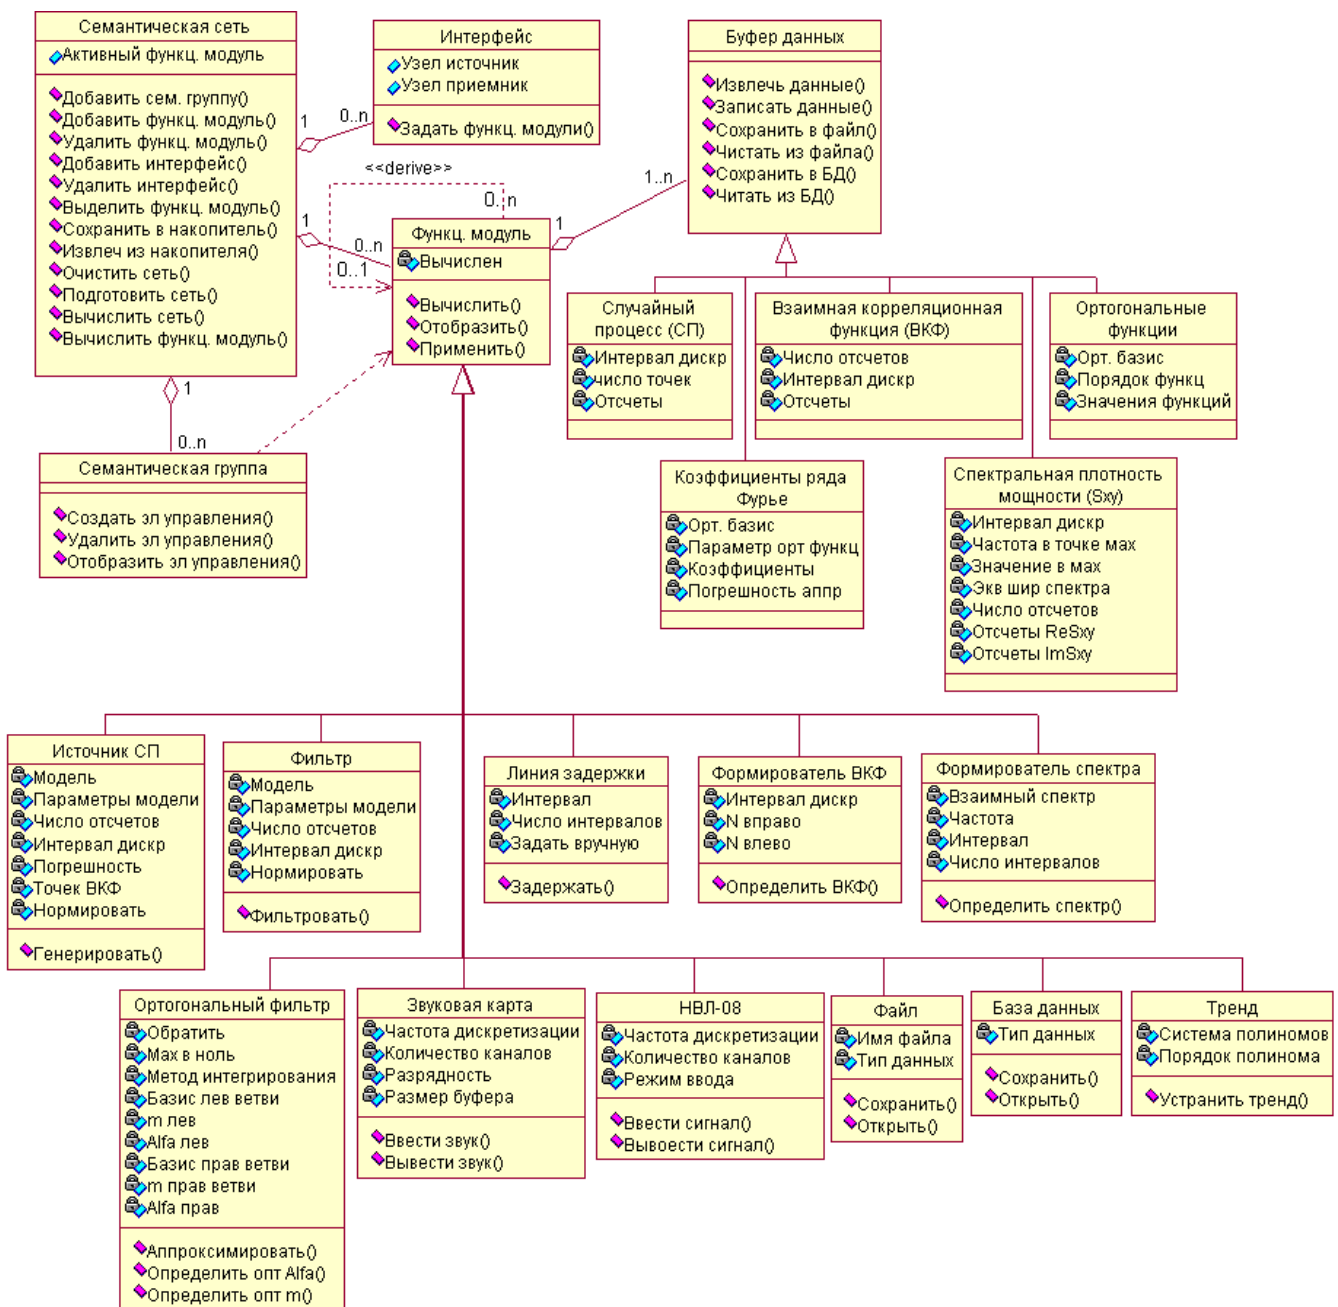 Семантическая сеть
Активный функц. модуль
Добавить сем. группу()
Добавить функц. модуль()
Удалить функц. модуль()
Добавить интерфейс()
Удалить интерфейс()
Выделить функц. модуль()
Сохранить в накопитель()
Извлеч из накопителя()
Очистить сеть()
Подготовить сеть()
Вычислить сеть()
Вычислить функц. модуль()
1
0..n
Интерфейс
Узел источник
Узел приемник
Задать функц. модули()
1
0..n
<<derive>>
0..n
0..1
Функц. модуль
Вычислен
Вычислить()
Отобразить()
Применить()
1
1..n
Буфер данных
Извлечь данные()
Записать данные()
Сохранить в файл()
Чистать из файла()
Сохранить в БД()
Читать из БД()
1
0..n
Семантическая группа
Создать эл управления()
Удалить эл управления()
Отобразить эл управления()
Случайный
процесс (СП)
Интервал дискр
число точек
Отсчеты
Взаимная корреляционная
функция (ВКФ)
Число отсчетов
Интервал дискр
Отсчеты
Ортогональные
функции
Орт. базис
Порядок функц
Значения функций
Коэффициенты ряда
Фурье
Орт. базис
Параметр орт функц
Коэффициенты
Погрешность аппр
Спектральная плотность
мощности (Sxy)
Интервал дискр
Частота в точке мах
Значение в мах
Экв шир спектра
Число отсчетов
Отсчеты ReSxy
Отсчеты ImSxy
Источник СП
Модель
Параметры модели
Число отсчетов
Интервал дискр
Погрешность
Точек ВКФ
Нормировать
Генерировать()
Фильтр
Модель
Параметры модели
Число отсчетов
Интервал дискр
Нормировать
Фильтровать()
Линия задержки
Интервал
Число интервалов
Задать вручную
Задержать()
Формирователь ВКФ
Интервал дискр
N вправо
N влево
Определить ВКФ()
Формирователь спектра
Взаимный спектр
Частота
Интервал
Число интервалов
Определить спектр()
Ортогональный фильтр
Обратить
Мах в ноль
Метод интегрирования
Базис лев ветви
m лев
Alfa лев
Базис прав ветви
m прав ветви
Alfa прав
Аппроксимировать()
Определить опт Alfa()
Определить опт m()
Звуковая карта
Частота дискретизации
Количество каналов
Разрядность
Размер буфера
Ввести звук()
Вывести звук()
НВЛ-08
Частота дискретизации
Количество каналов
Режим ввода
Ввести сигнал()
Вывоести сигнал()
Файл
Имя файла
Тип данных
Сохранить()
Открыть()
База данных
Тип данных
Сохранить()
Открыть()
Тренд
Система полиномов
Порядок полинома
Устранить тренд()